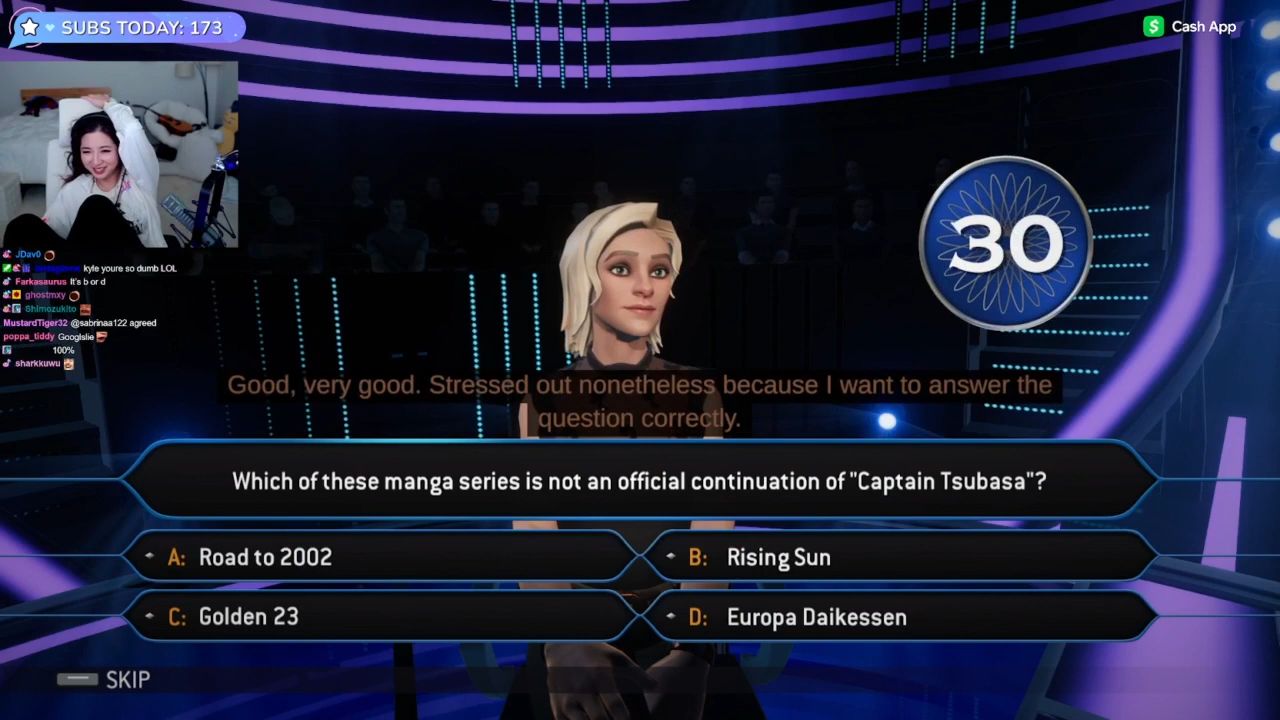 SUBS TODAY: 173
Cash App
JDav0
kyle youre so dumb LOL
Farkasaurus It's b or d
ghostmxy
Shimozukito
MustardTiger32 @sabrinaa122 agreed
poppa_tiddy Googlslie
100%
sharkkuwu
30
Good, very good. Stressed out nonetheless because I want to answer the
question correctly.
Which of these manga series is not an official continuation of "Captain Tsubasa"?
A: Road to 2002
B: Rising Sun
C: Golden 23
D: Europa Daikessen
SKIP